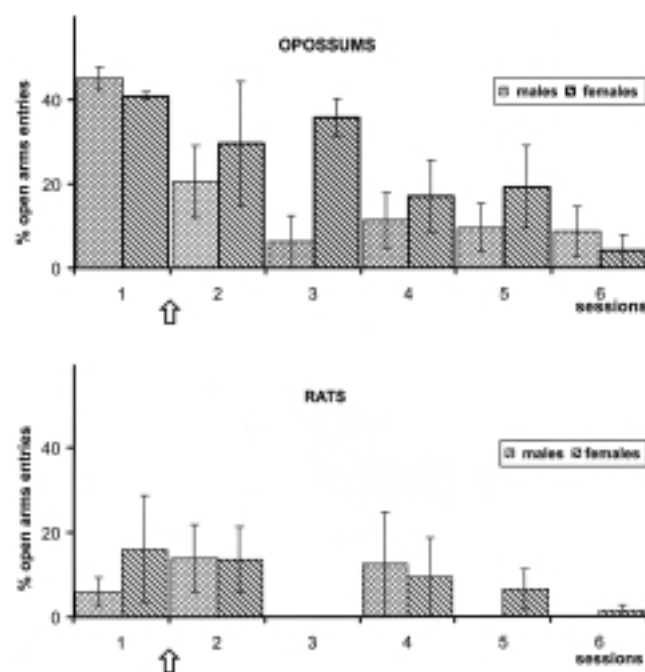 OPOSSUMS
males females
% open arms entries
40
20
0
1 2 3 4 5 6
sessions
RATS
males females
% open arms entries
40
20
0
1 2 3 4 5 6
sessions